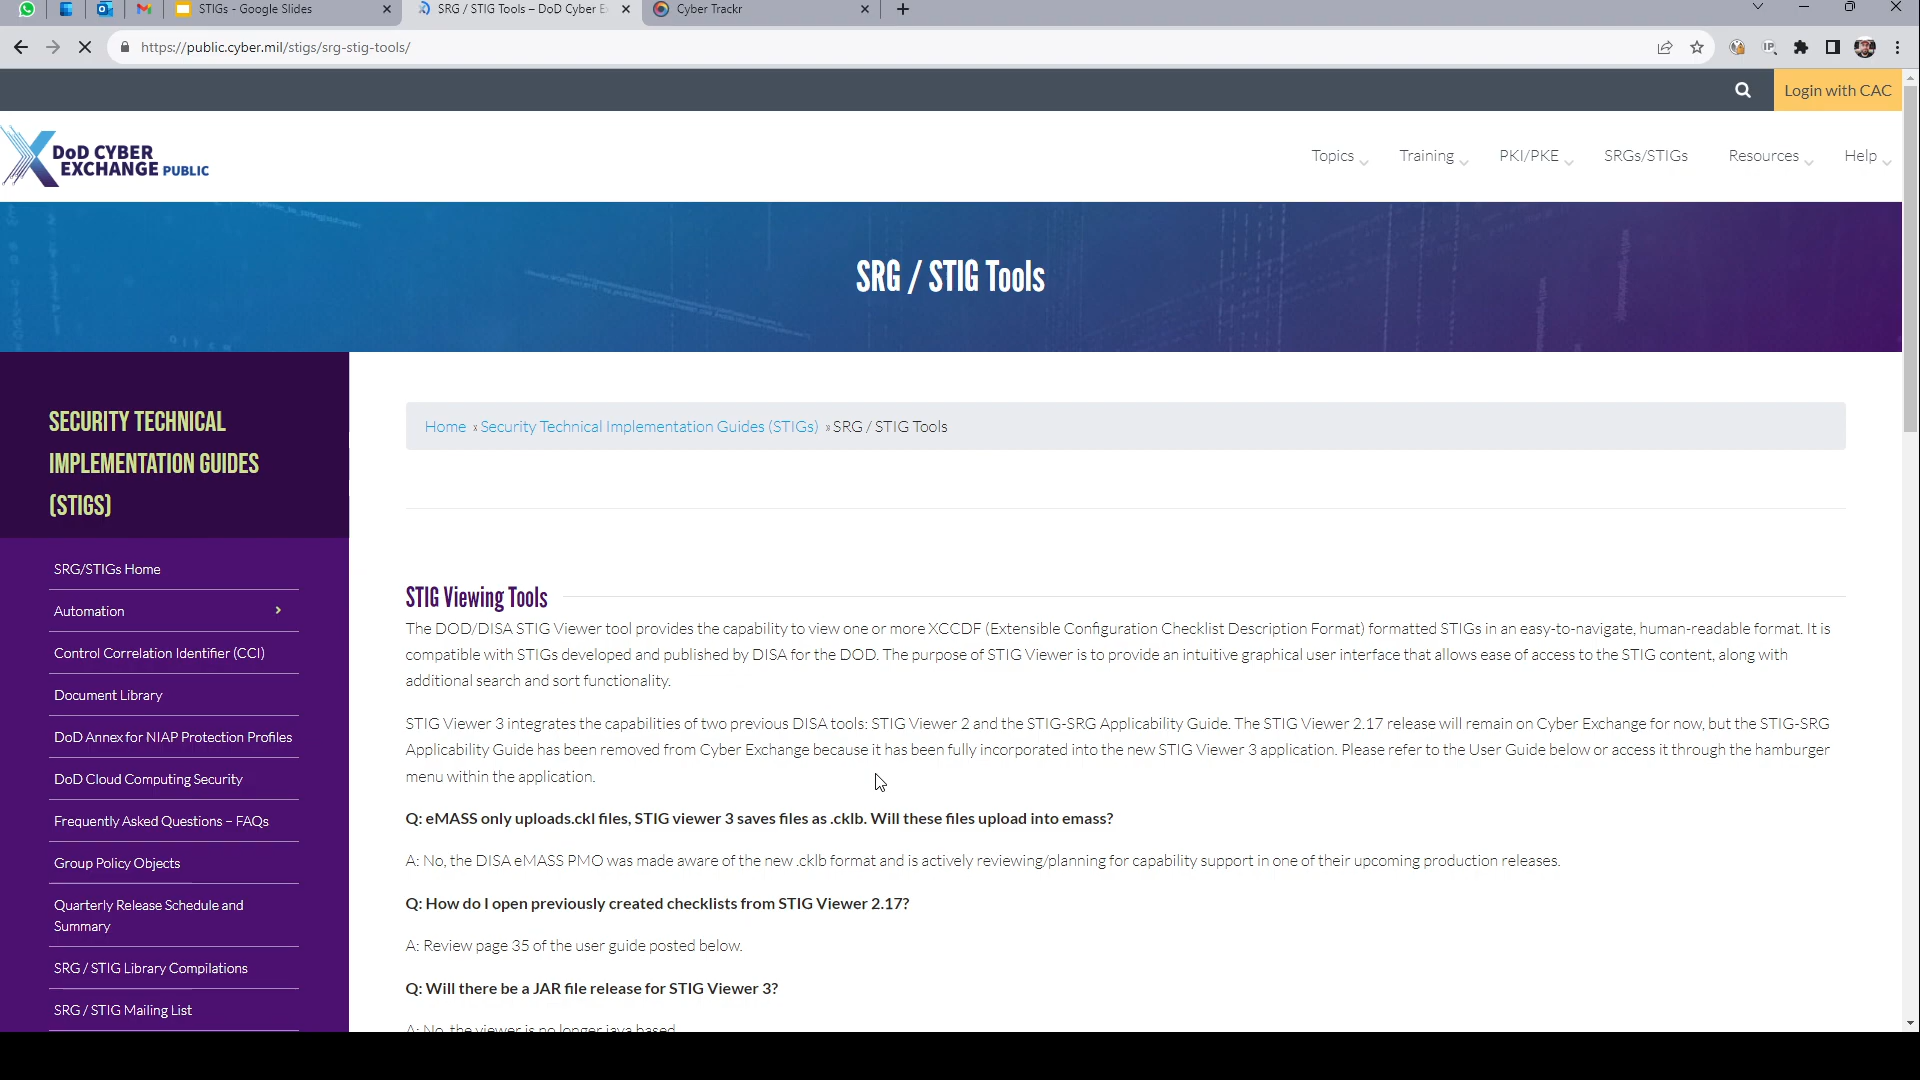 STIGs - Google Slides
SRG / STIG Tools – DoD Cyber E
Cyber Trackr
https://public.cyber.mil/stigs/srg-stig-tools/
IP
Login with CAC
DoD CYBER
EXCHANGE PUBLIC
Topics
Training
PKI/PKE
SRGs/STIGs
Resources
Help
SRG / STIG Tools
SECURITY TECHNICAL
IMPLEMENTATION GUIDES
(STIGS)
SRG/STIGs Home
Automation
Control Correlation Identifier (CCI)
Document Library
DoD Annex for NIAP Protection Profiles
DoD Cloud Computing Security
Frequently Asked Questions – FAQs
Group Policy Objects
Quarterly Release Schedule and
Summary
SRG / STIG Library Compilations
SRG / STIG Mailing List
Home » Security Technical Implementation Guides (STIGs) » SRG / STIG Tools
STIG Viewing Tools
The DOD/DISA STIG Viewer tool provides the capability to view one or more XCCDF (Extensible Configuration Checklist Description Format) formatted STIGs in an easy-to-navigate, human-readable format. It is
compatible with STIGs developed and published by DISA for the DOD. The purpose of STIG Viewer is to provide an intuitive graphical user interface that allows ease of access to the STIG content, along with
additional search and sort functionality.
STIG Viewer 3 integrates the capabilities of two previous DISA tools: STIG Viewer 2 and the STIG-SRG Applicability Guide. The STIG Viewer 2.17 release will remain on Cyber Exchange for now, but the STIG-SRG
Applicability Guide has been removed from Cyber Exchange because it has been fully incorporated into the new STIG Viewer 3 application. Please refer to the User Guide below or access it through the hamburger
menu within the application.
Q: eMASS only uploads.ckl files, STIG viewer 3 saves files as .cklb. Will these files upload into emass?
A: No, the DISA eMASS PMO was made aware of the new .cklb format and is actively reviewing/planning for capability support in one of their upcoming production releases.
Q: How do I open previously created checklists from STIG Viewer 2.17?
A: Review page 35 of the user guide posted below.
Q: Will there be a JAR file release for STIG Viewer 3?
A: No, the viewer is no longer java based